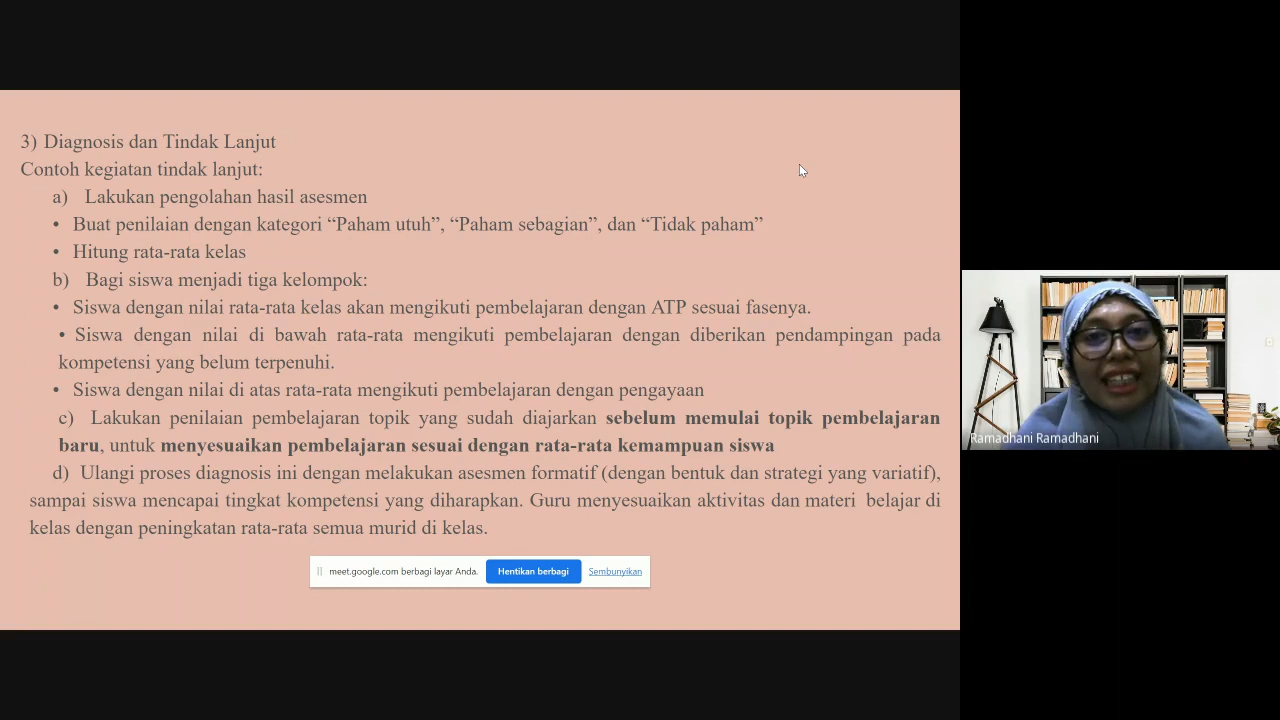 3) Diagnosis dan Tindak Lanjut
Contoh kegiatan tindak lanjut:
a) Lakukan pengolahan hasil asesmen
• Buat penilaian dengan kategori “Paham utuh”, “Paham sebagian”, dan “Tidak paham”
• Hitung rata-rata kelas
b) Bagi siswa menjadi tiga kelompok:
• Siswa dengan nilai rata-rata kelas akan mengikuti pembelajaran dengan ATP sesuai fasenya.
• Siswa dengan nilai di bawah rata-rata mengikuti pembelajaran dengan diberikan pendampingan pada
kompetensi yang belum terpenuhi.
• Siswa dengan nilai di atas rata-rata mengikuti pembelajaran dengan pengayaan
c) Lakukan penilaian pembelajaran topik yang sudah diajarkan sebelum memulai topik pembelajaran
baru, untuk menyesuaikan pembelajaran sesuai dengan rata-rata kemampuan siswa
d) Ulangi proses diagnosis ini dengan melakukan asesmen formatif (dengan bentuk dan strategi yang variatif),
sampai siswa mencapai tingkat kompetensi yang diharapkan. Guru menyesuaikan aktivitas dan materi belajar di
kelas dengan peningkatan rata-rata semua murid di kelas.
meet.google.com berbagi layar Anda. Hentikan berbagi Sembunyikan
Ramadhani Ramadhani